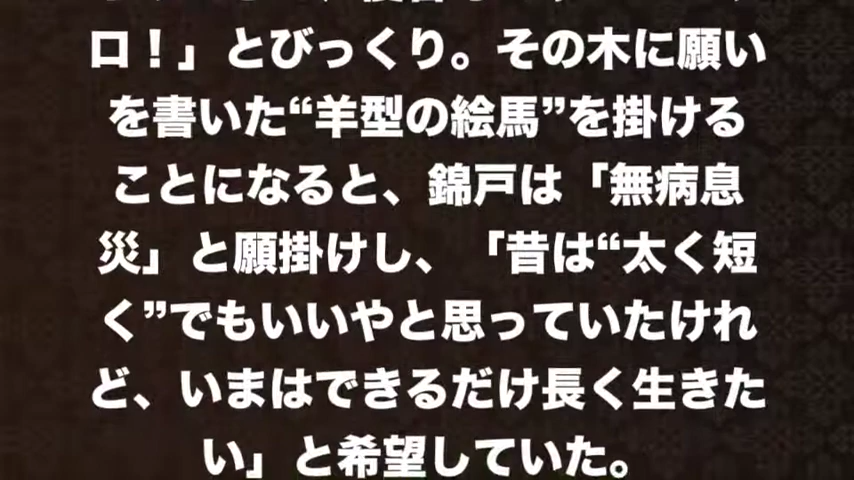 ロ！」とびっくり。その木に願い
を書いた“羊型の絵馬”を掛ける
ことになると、錦戸は「無病息
災」と願掛けし、「昔は“太く短
く”でもいいやと思っていたけれ
ど、いまはできるだけ長く生きた
い」と希望していた。